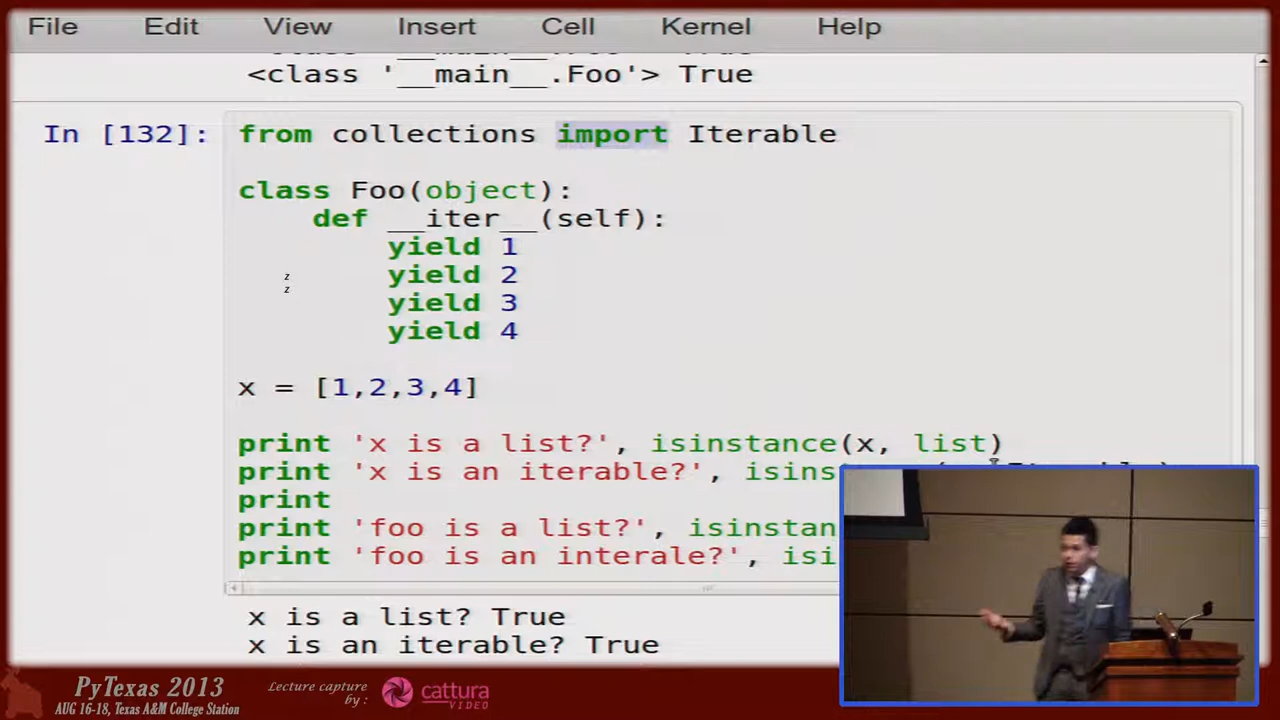 File Edit View Insert Cell Kernel Help
<class '__main__.Foo'> True
In [132]: from collections import Iterable
class Foo(object):
def __iter__(self):
yield 1
yield 2
yield 3
yield 4
z
z
x = [1,2,3,4]
print 'x is a list?', isinstance(x, list)
print 'x is an iterable?', isins
print
print 'foo is a list?', isinstan
print 'foo is an interale?', isi
x is a list? True
x is an iterable? True
PyTexas 2013
AUG 16-18, Texas A&M College Station
Lecture capture
by :
cattura
VIDEO